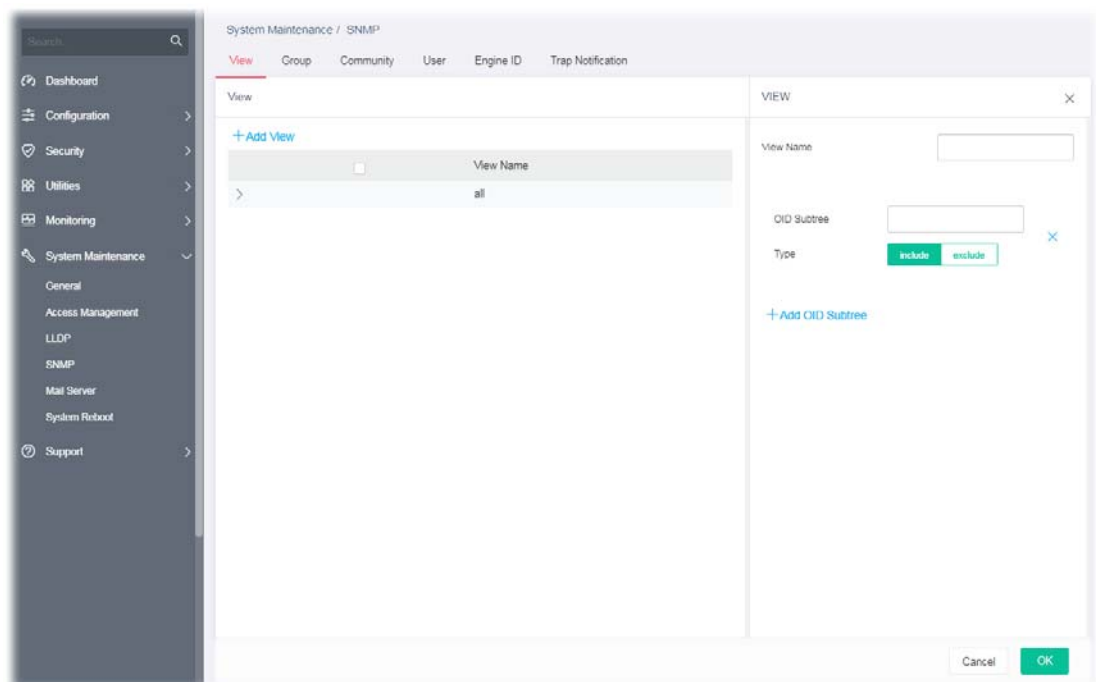 Search
Dashboard
Configuration
Security
Utilities
Monitoring
System Maintenance
General
Access Management
LLDP
SNMP
Mail Server
System Reboot
Support
System Maintenance / SNMP
View Group Community User Engine ID Trap Notification
View
+Add View
View Name
all
VIEW
View Name
OID Subtree
Type include exclude
+Add OID Subtree
Cancel OK